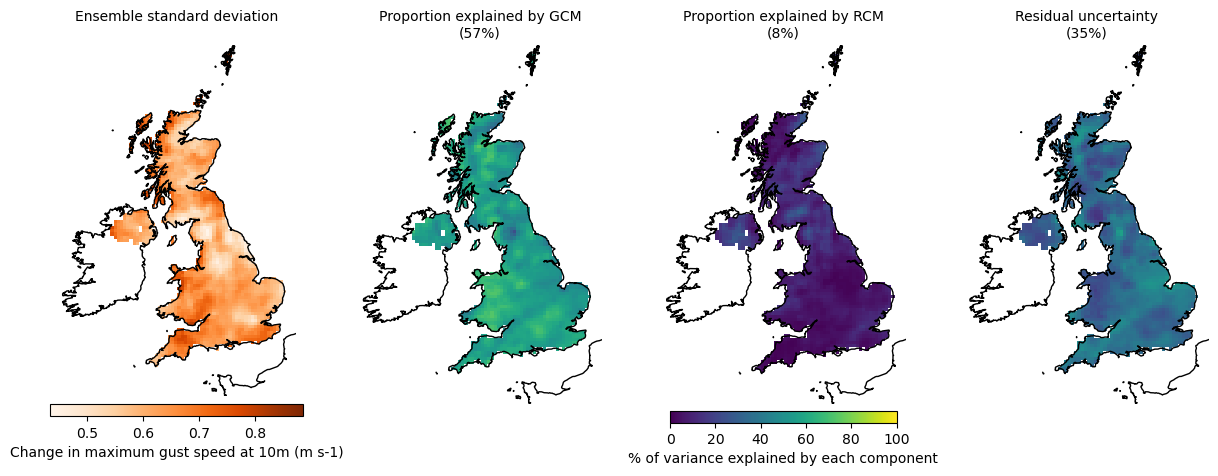 Ensemble standard deviation
Proportion explained by GCM
(57%)
Proportion explained by RCM
(8%)
Residual uncertainty
(35%)
0.5 0.6 0.7 0.8
Change in maximum gust speed at 10m (m s-1)
0 20 40 60 80 100
% of variance explained by each component